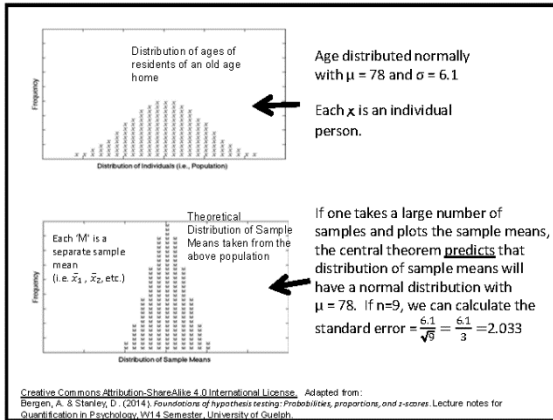 Distribution of ages of
residents of an old age
home
Frequency
Distribution of Individuals (i.e., Population)
Age distributed normally
with μ = 78 and σ = 6.1
Each x is an individual
person.
Theoretical
Distribution of Sample
Means taken from the
above population
Each 'M' is a
separate sample
mean
(i.e. x̄₁ , x̄₂, etc.)
Frequency
Distribution of Sample Means
If one takes a large number of
samples and plots the sample means,
the central theorem predicts that
distribution of sample means will
have a normal distribution with
μ = 78. If n=9, we can calculate the
standard error = 6.1/√9 = 6.1/3 =2.033
Creative Commons Attribution-ShareAlike 4.0 International License. Adapted from:
Bergen, A. & Stanley, D. (2014). Foundations of hypothesis testing: Probabilities, proportions, and z-scores. Lecture notes for
Quantification in Psychology, W14 Semester, University of Guelph.